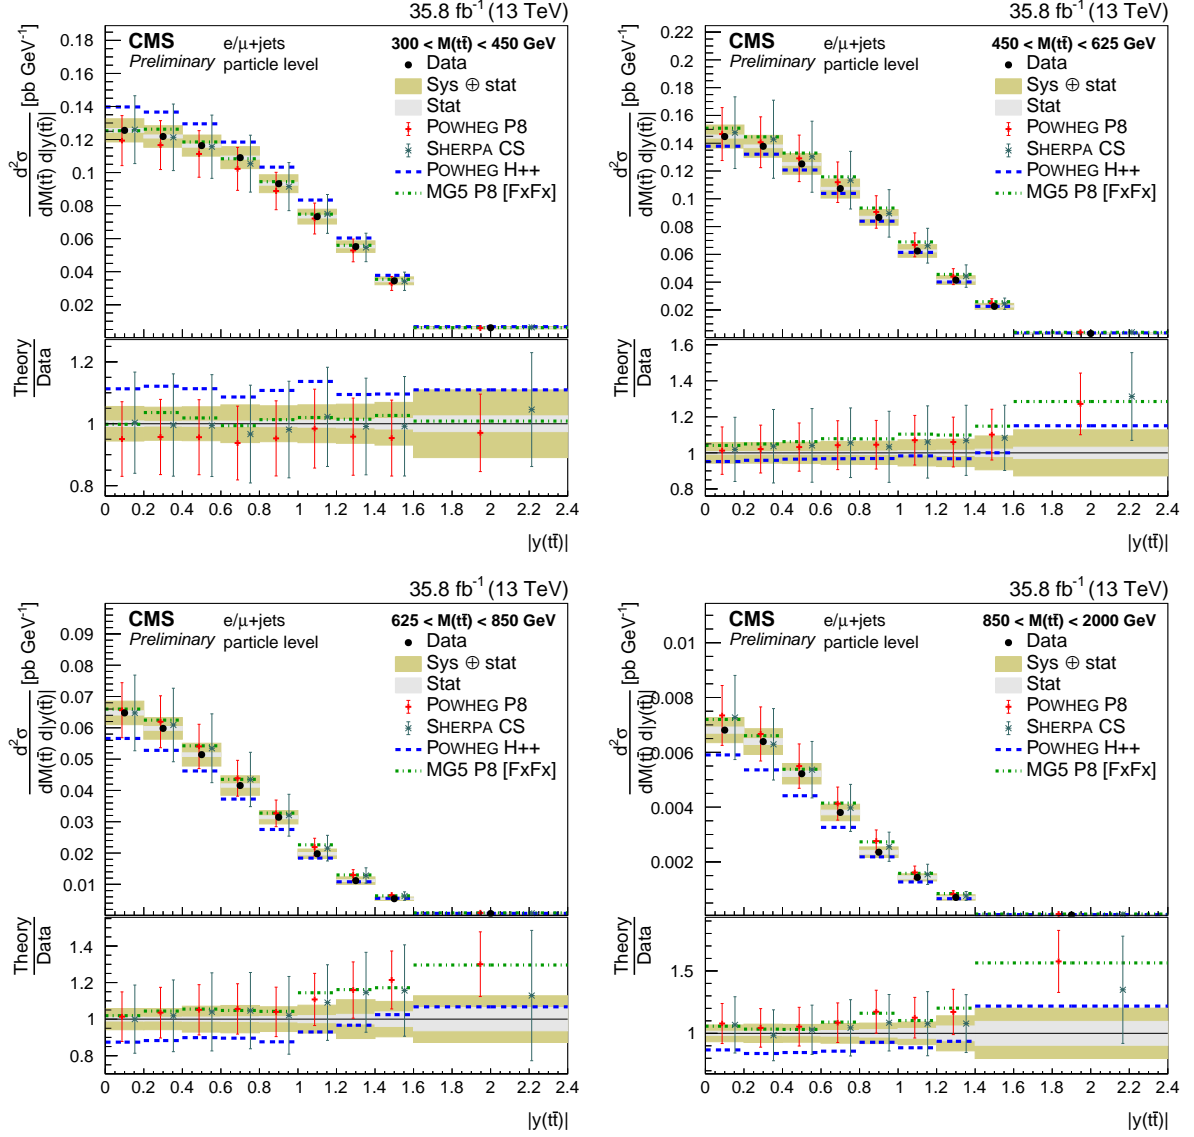 35.8 fb⁻¹ (13 TeV)
d²σ / dM(tt̄) d|y(tt̄)| [pb GeV⁻¹]
CMS
Preliminary
e/μ+jets
particle level
300 < M(tt̄) < 450 GeV
Data
Sys ⊕ stat
Stat
POWHEG P8
SHERPA CS
POWHEG H++
MG5 P8 [FxFx]
0.18
0.16
0.14
0.12
0.1
0.08
0.06
0.04
0.02
Theory
Data
1.2
1
0.8
0 0.2 0.4 0.6 0.8 1 1.2 1.4 1.6 1.8 2 2.2 2.4
|y(tt̄)|
35.8 fb⁻¹ (13 TeV)
d²σ / dM(tt̄) d|y(tt̄)| [pb GeV⁻¹]
CMS
Preliminary
e/μ+jets
particle level
450 < M(tt̄) < 625 GeV
Data
Sys ⊕ stat
Stat
POWHEG P8
SHERPA CS
POWHEG H++
MG5 P8 [FxFx]
0.22
0.2
0.18
0.16
0.14
0.12
0.1
0.08
0.06
0.04
0.02
Theory
Data
1.6
1.4
1.2
1
0.8
0 0.2 0.4 0.6 0.8 1 1.2 1.4 1.6 1.8 2 2.2 2.4
|y(tt̄)|
35.8 fb⁻¹ (13 TeV)
d²σ / dM(tt̄) d|y(tt̄)| [pb GeV⁻¹]
CMS
Preliminary
e/μ+jets
particle level
625 < M(tt̄) < 850 GeV
Data
Sys ⊕ stat
Stat
POWHEG P8
SHERPA CS
POWHEG H++
MG5 P8 [FxFx]
0.09
0.08
0.07
0.06
0.05
0.04
0.03
0.02
0.01
Theory
Data
1.4
1.2
1
0.8
0 0.2 0.4 0.6 0.8 1 1.2 1.4 1.6 1.8 2 2.2 2.4
|y(tt̄)|
35.8 fb⁻¹ (13 TeV)
d²σ / dM(tt̄) d|y(tt̄)| [pb GeV⁻¹]
CMS
Preliminary
e/μ+jets
particle level
850 < M(tt̄) < 2000 GeV
Data
Sys ⊕ stat
Stat
POWHEG P8
SHERPA CS
POWHEG H++
MG5 P8 [FxFx]
0.01
0.008
0.006
0.004
0.002
Theory
Data
1.5
1
0 0.2 0.4 0.6 0.8 1 1.2 1.4 1.6 1.8 2 2.2 2.4
|y(tt̄)|